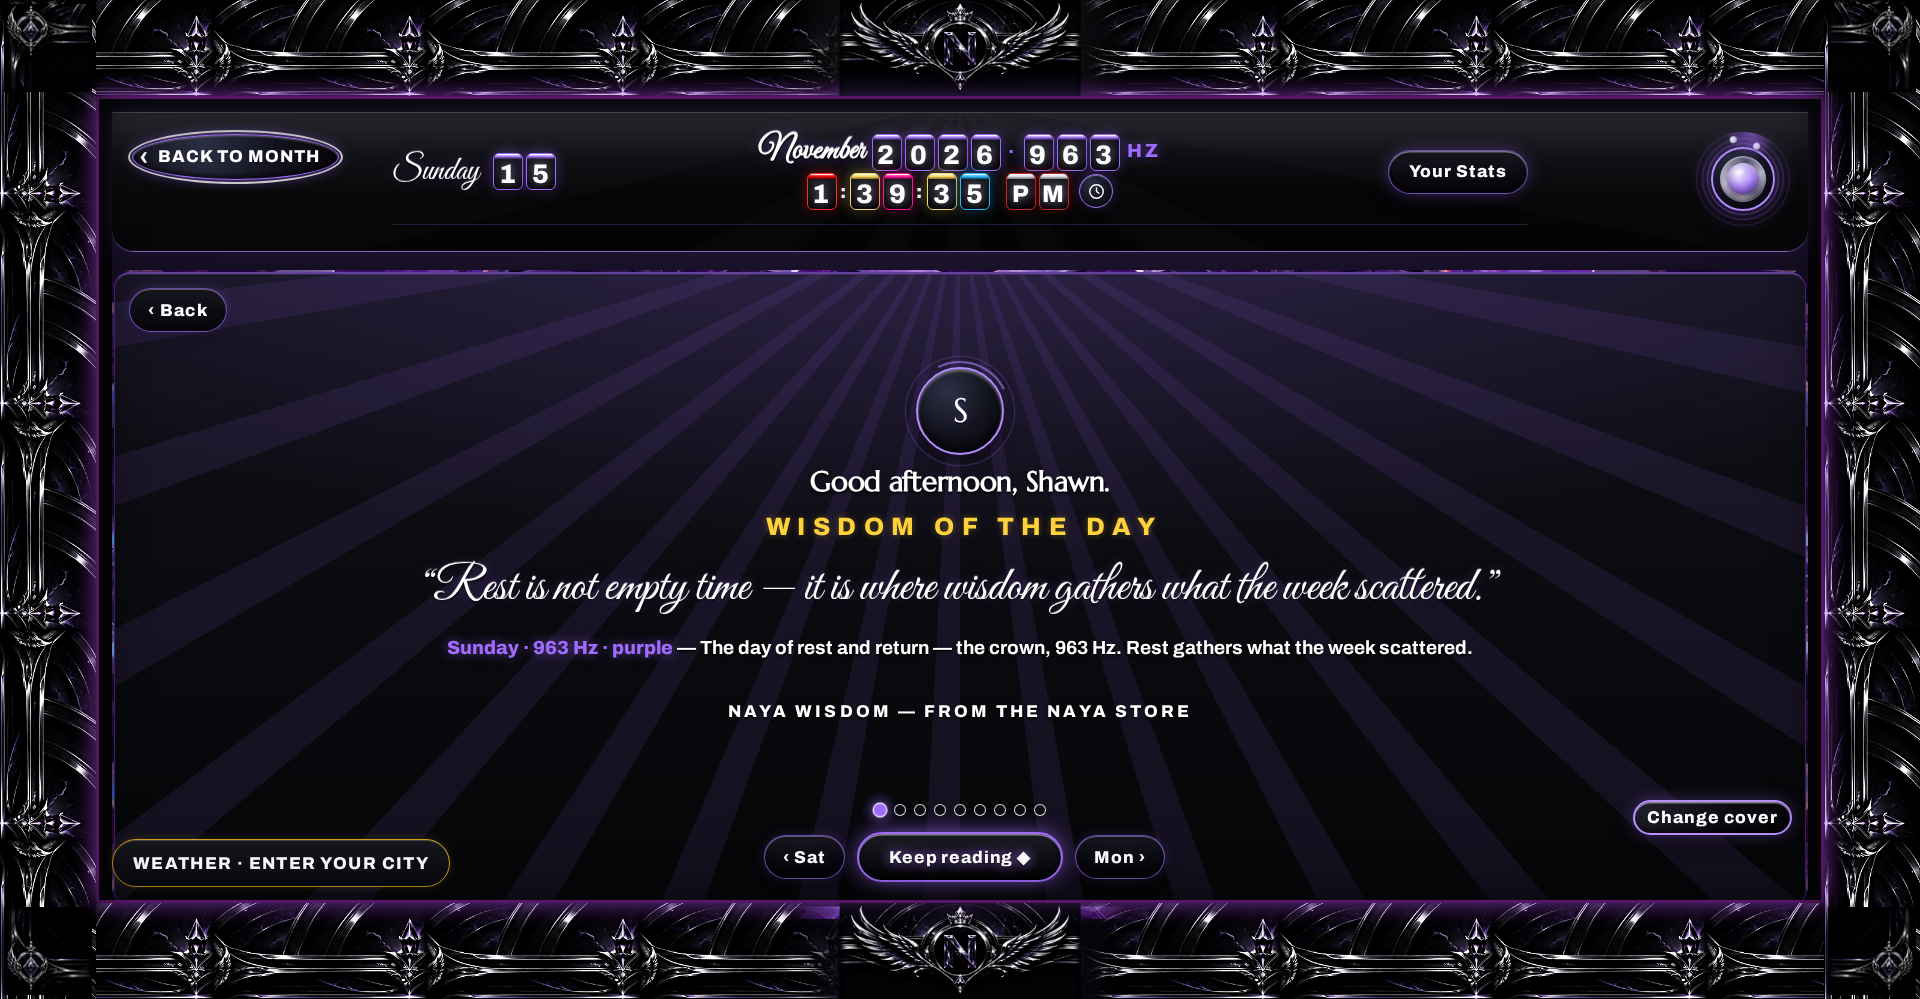 N
‹ BACK TO MONTH
Sunday 15
November 2026 · 963 HZ
1:39:35 PM
Your Stats
‹ Back
S
Good afternoon, Shawn.
WISDOM OF THE DAY
“Rest is not empty time — it is where wisdom gathers what the week scattered.”
Sunday · 963 Hz · purple — The day of rest and return — the crown, 963 Hz. Rest gathers what the week scattered.
NAYA WISDOM — FROM THE NAYA STORE
Change cover
WEATHER · ENTER YOUR CITY
‹ Sat
Keep reading ◆
Mon ›
N